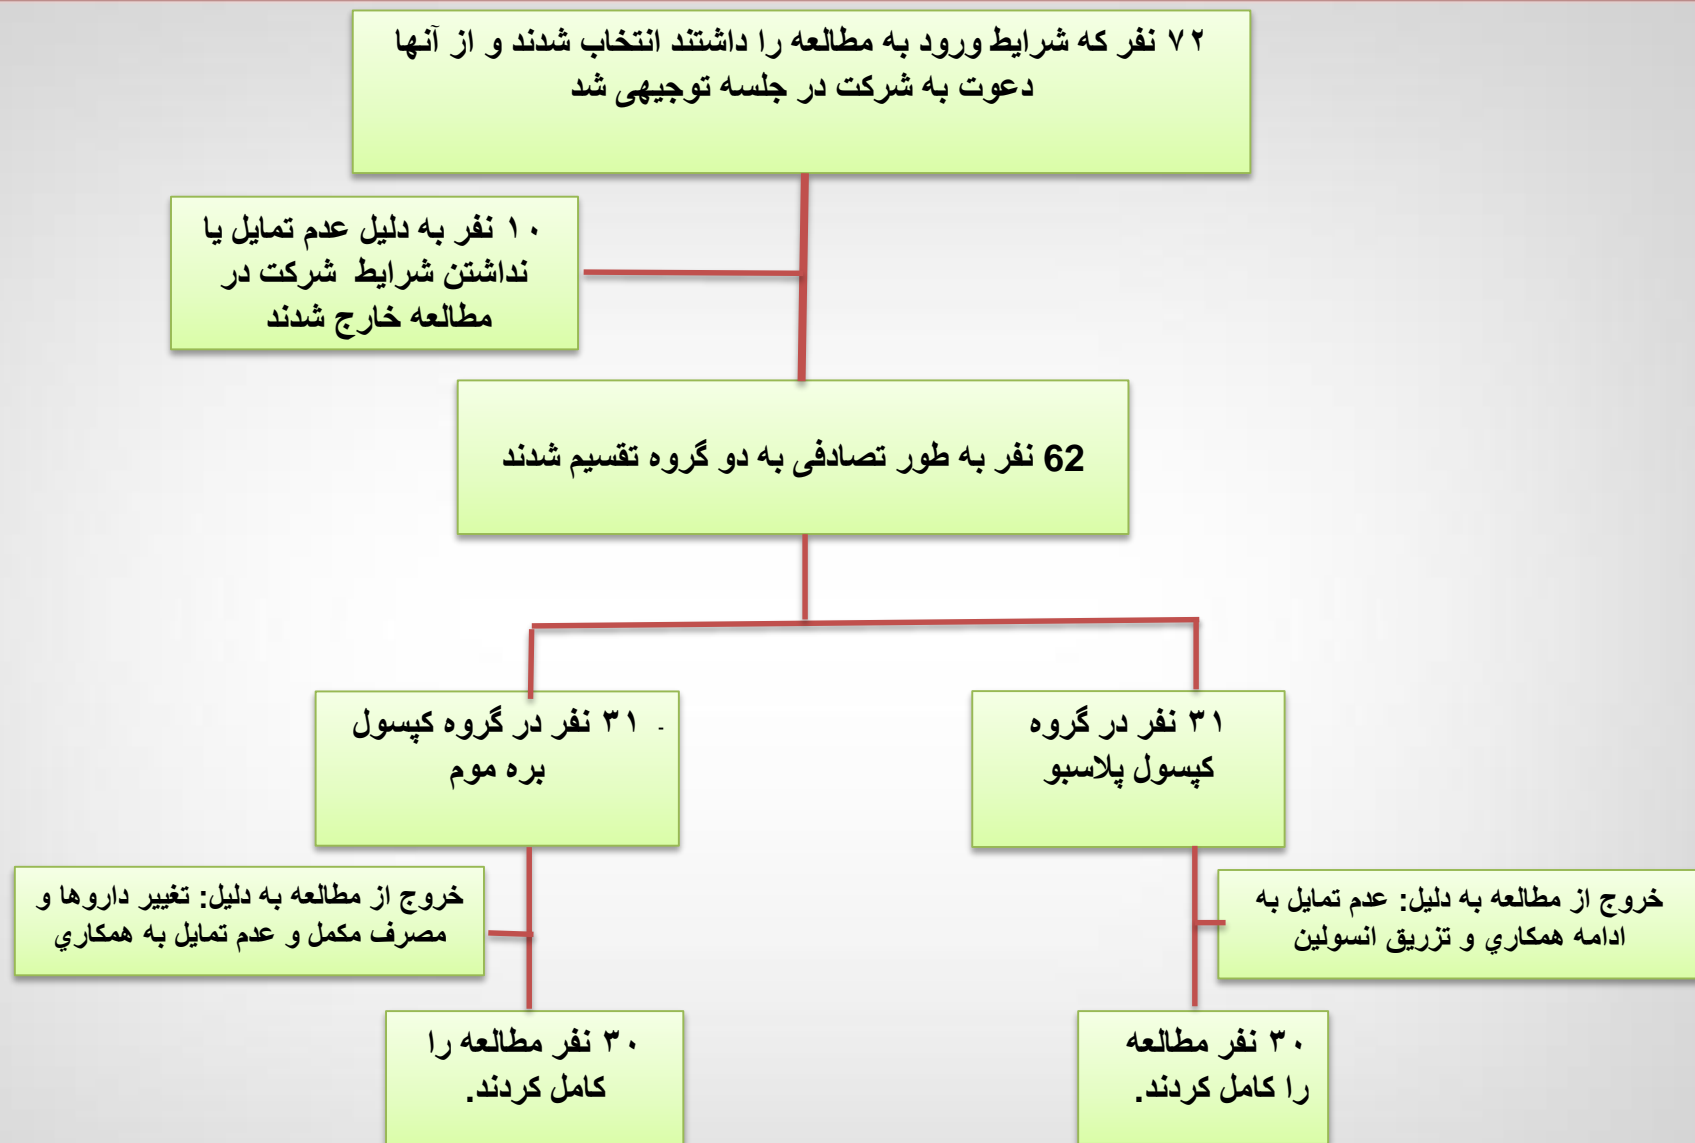 ۷۲ نفر که شرایط ورود به مطالعه را داشتند انتخاب شدند و از آنها
دعوت به شرکت در جلسه توجیهی شد
۱۰ نفر به دلیل عدم تمایل یا
نداشتن شرایط شرکت در
مطالعه خارج شدند
62 نفر به طور تصادفی به دو گروه تقسیم شدند
۳۱ نفر در گروه
کپسول پلاسبو
- ۳۱ نفر در گروه کپسول
بره موم
خروج از مطالعه به دلیل: عدم تمایل به
ادامه همکاري و تزریق انسولین
خروج از مطالعه به دلیل: تغییر داروها و
مصرف مکمل و عدم تمایل به همکاري
۳۰ نفر مطالعه
را کامل کردند.
۳۰ نفر مطالعه را
کامل کردند.